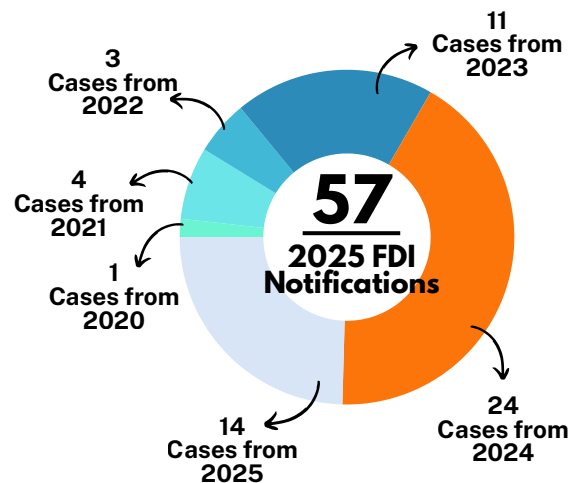 11
Cases from
2023
3
Cases from
2022
4
Cases from
2021
1
Cases from
2020
57
2025 FDI
Notifications
24
Cases from
2024
14
Cases from
2025